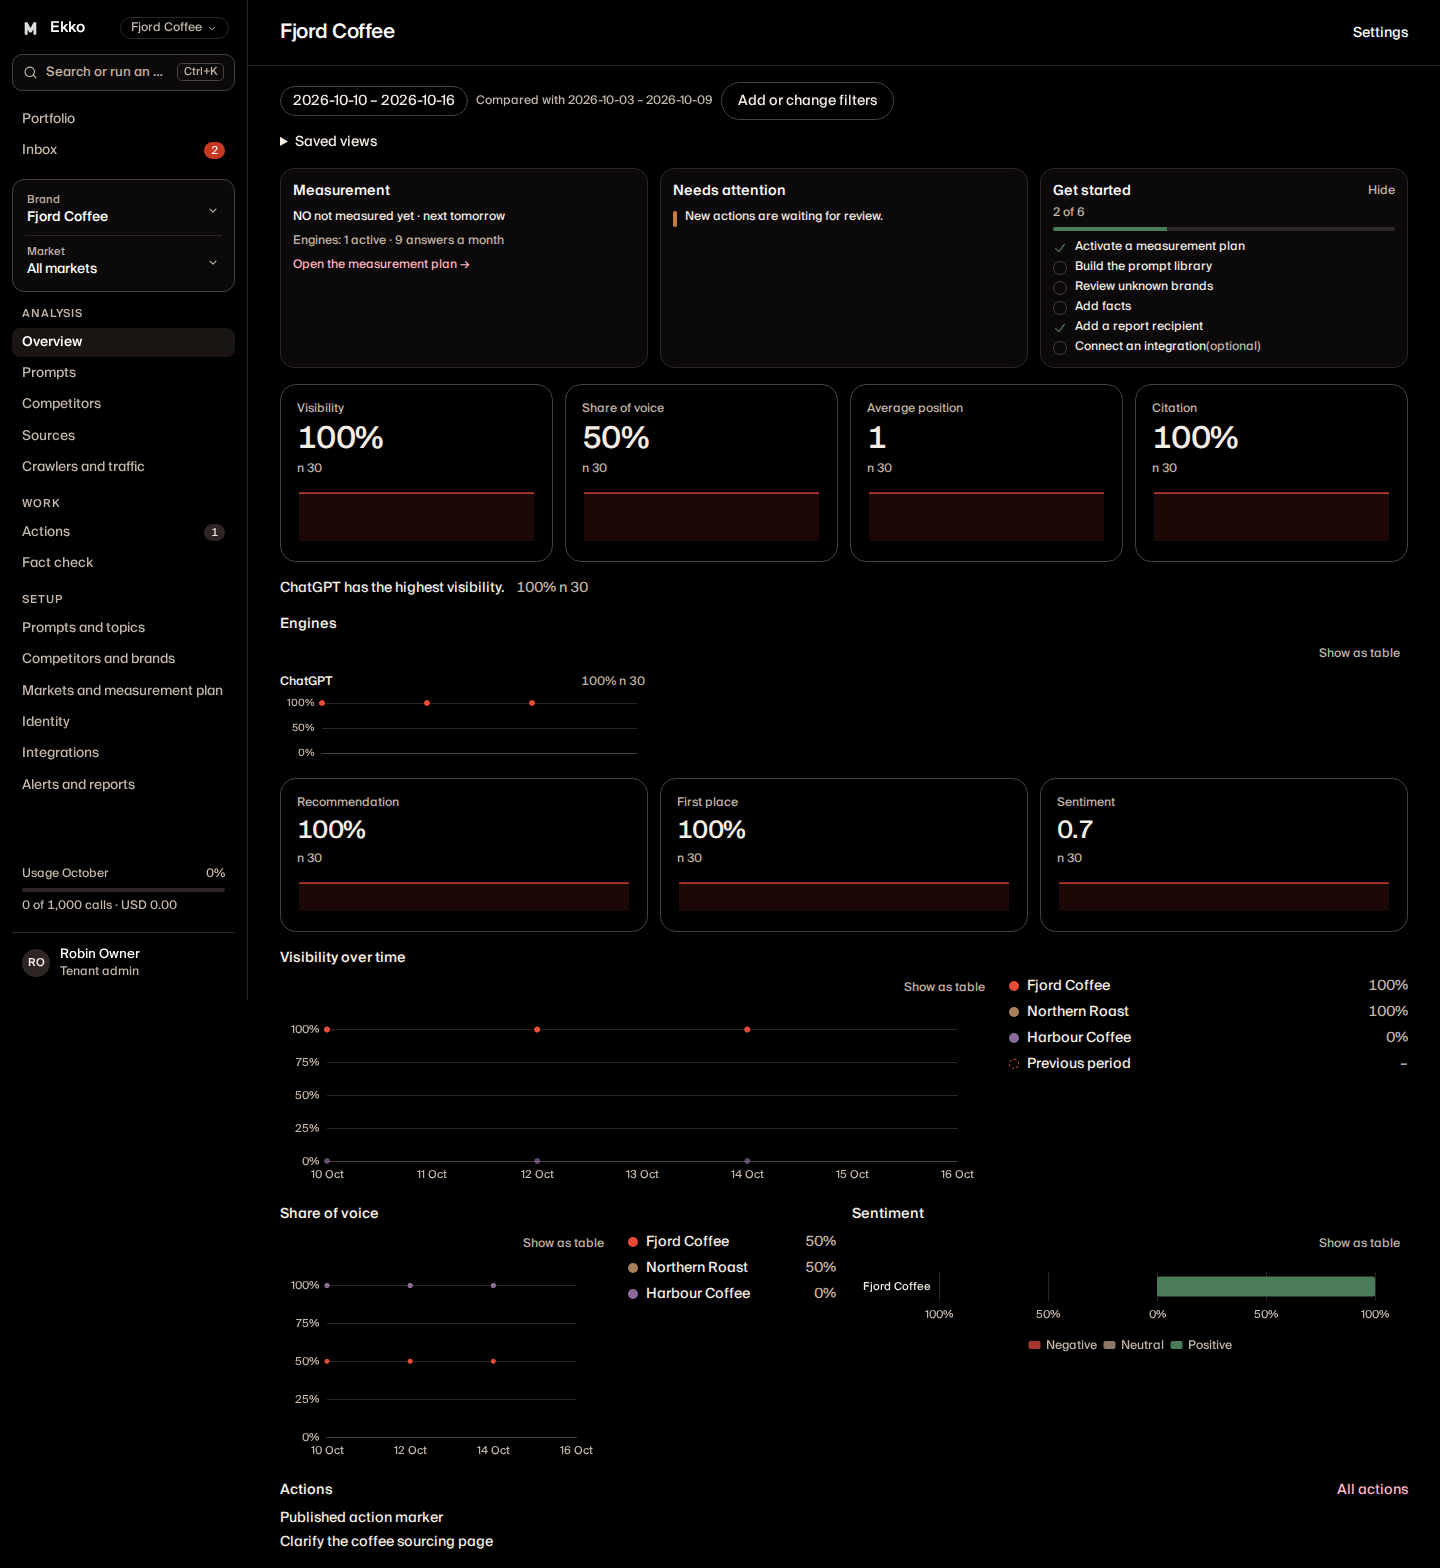 Ekko
Fjord Coffee
Search or run an ...
Ctrl+K
Portfolio
Inbox
2
Brand
Fjord Coffee
Market
All markets
ANALYSIS
Overview
Prompts
Competitors
Sources
Crawlers and traffic
WORK
Actions
1
Fact check
SETUP
Prompts and topics
Competitors and brands
Markets and measurement plan
Identity
Integrations
Alerts and reports
Usage October
0%
0 of 1,000 calls · USD 0.00
RO
Robin Owner
Tenant admin
Fjord Coffee
Settings
2026-10-10 – 2026-10-16
Compared with 2026-10-03 – 2026-10-09
Add or change filters
Saved views
Measurement
NO not measured yet · next tomorrow
Engines: 1 active · 9 answers a month
Open the measurement plan →
Needs attention
New actions are waiting for review.
Get started
Hide
2 of 6
Activate a measurement plan
Build the prompt library
Review unknown brands
Add facts
Add a report recipient
Connect an integration(optional)
Visibility
100%
n 30
Share of voice
50%
n 30
Average position
1
n 30
Citation
100%
n 30
ChatGPT has the highest visibility. 100% n 30
Engines
Show as table
ChatGPT
100% n 30
100%
50%
0%
Recommendation
100%
n 30
First place
100%
n 30
Sentiment
0.7
n 30
Visibility over time
Show as table
100%
75%
50%
25%
0%
10 Oct
11 Oct
12 Oct
13 Oct
14 Oct
15 Oct
16 Oct
Fjord Coffee 100%
Northern Roast 100%
Harbour Coffee 0%
Previous period –
Share of voice
Show as table
100%
75%
50%
25%
0%
10 Oct
12 Oct
14 Oct
16 Oct
Fjord Coffee 50%
Northern Roast 50%
Harbour Coffee 0%
Sentiment
Show as table
Fjord Coffee
100%
50%
0%
50%
100%
Negative
Neutral
Positive
Actions
All actions
Published action marker
Clarify the coffee sourcing page